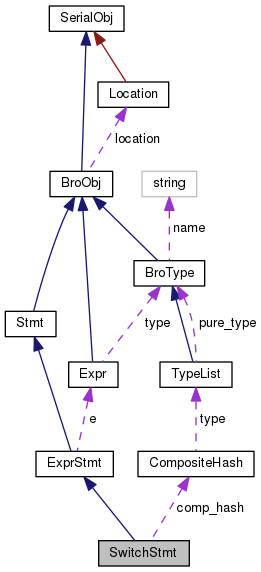 SerialObj
Location
location
BroObj
string
name
BroType
Stmt
type
pure_type
Expr
TypeList
e
type
ExprStmt
CompositeHash
comp_hash
SwitchStmt